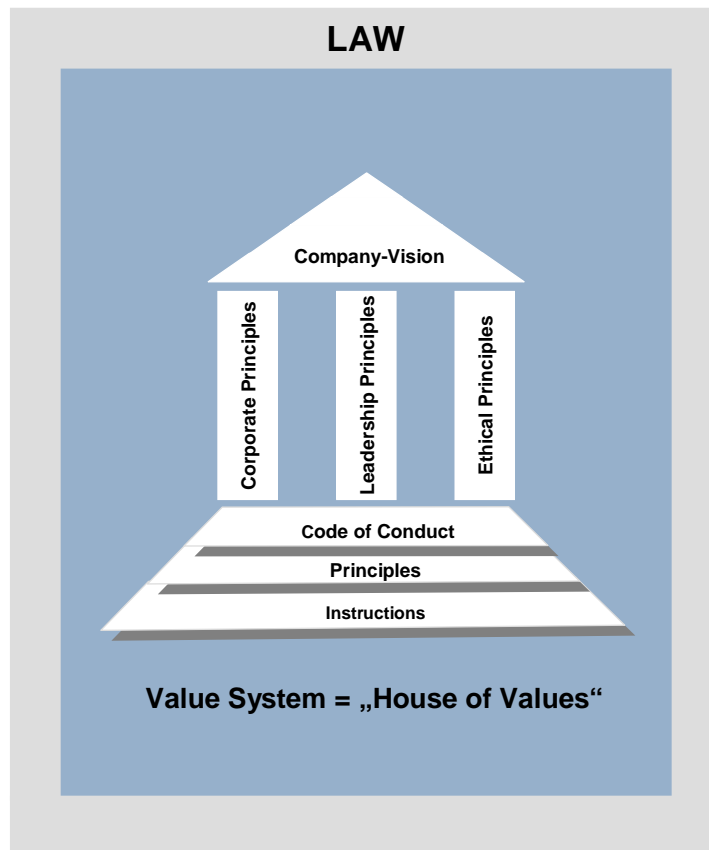 LAW
Company-Vision
Corporate Principles
Leadership Principles
Ethical Principles
Code of Conduct
Principles
Instructions
Value System = „House of Values“